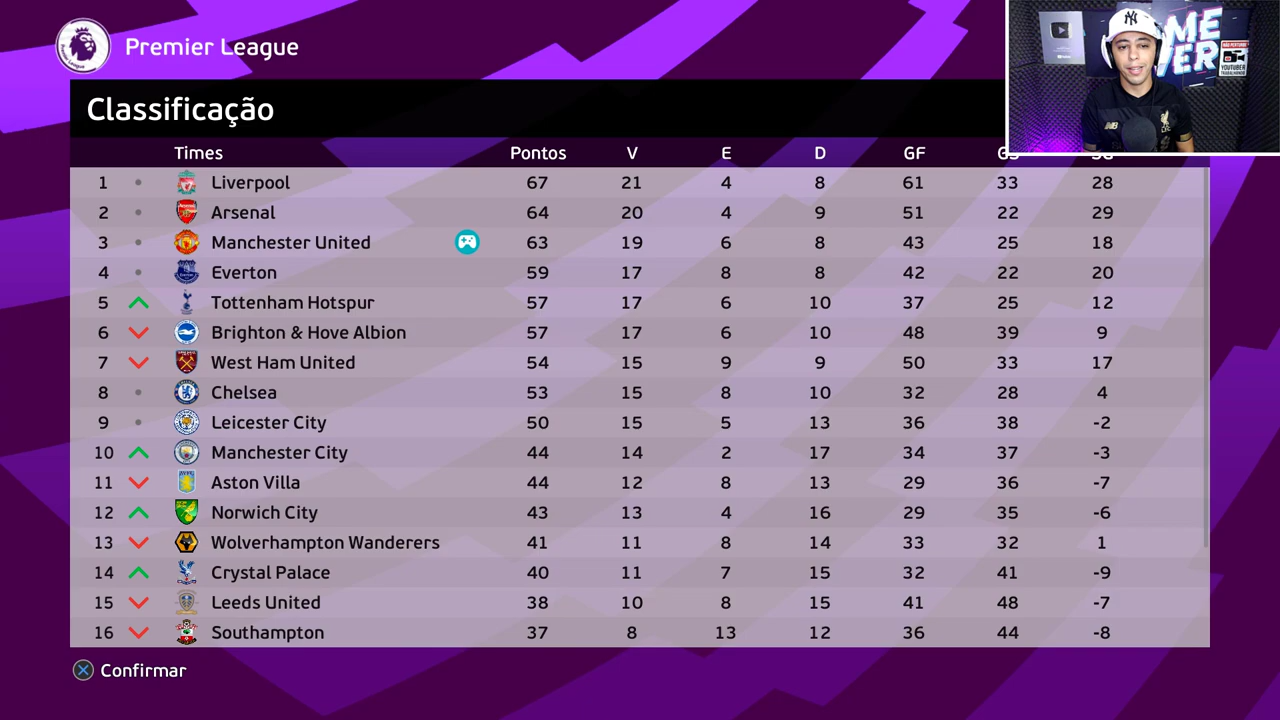 Premier League
Classificação
Times Pontos V E D GF
1 Liverpool 67 21 4 8 61 33 28
2 Arsenal 64 20 4 9 51 22 29
3 Manchester United 63 19 6 8 43 25 18
4 Everton 59 17 8 8 42 22 20
5 Tottenham Hotspur 57 17 6 10 37 25 12
6 Brighton & Hove Albion 57 17 6 10 48 39 9
7 West Ham United 54 15 9 9 50 33 17
8 Chelsea 53 15 8 10 32 28 4
9 Leicester City 50 15 5 13 36 38 -2
10 Manchester City 44 14 2 17 34 37 -3
11 Aston Villa 44 12 8 13 29 36 -7
12 Norwich City 43 13 4 16 29 35 -6
13 Wolverhampton Wanderers 41 11 8 14 33 32 1
14 Crystal Palace 40 11 7 15 32 41 -9
15 Leeds United 38 10 8 15 41 48 -7
16 Southampton 37 8 13 12 36 44 -8
Confirmar
NÃO PERTURBE
YOUTUBER
TRABALHANDO
NY
NB